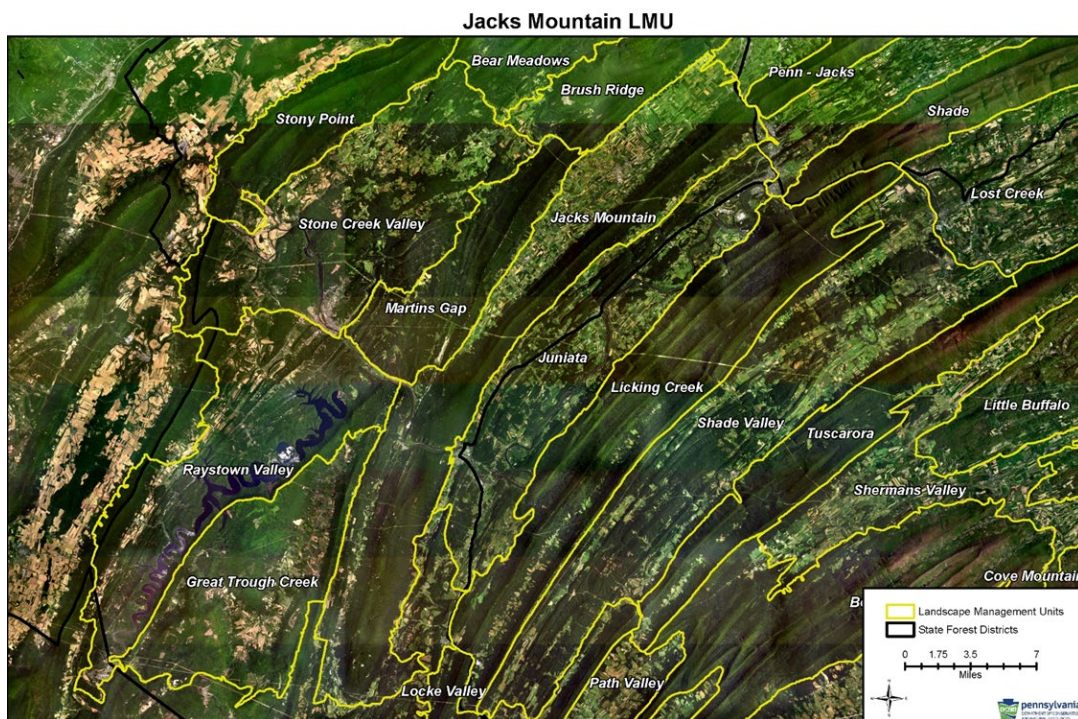 Jacks Mountain LMU
Bear Meadows
Penn - Jacks
Brush Ridge
Stony Point
Shade
Lost Creek
Stone Creek Valley
Jacks Mountain
Martins Gap
Juniata
Licking Creek
Little Buffalo
Shade Valley
Tuscarora
Raystown Valley
Shermans Valley
Great Trough Creek
Cove Mountain
Path Valley
Locke Valley
Landscape Management Units
State Forest Districts
0 1.75 3.5 7
Miles
pennsylvania